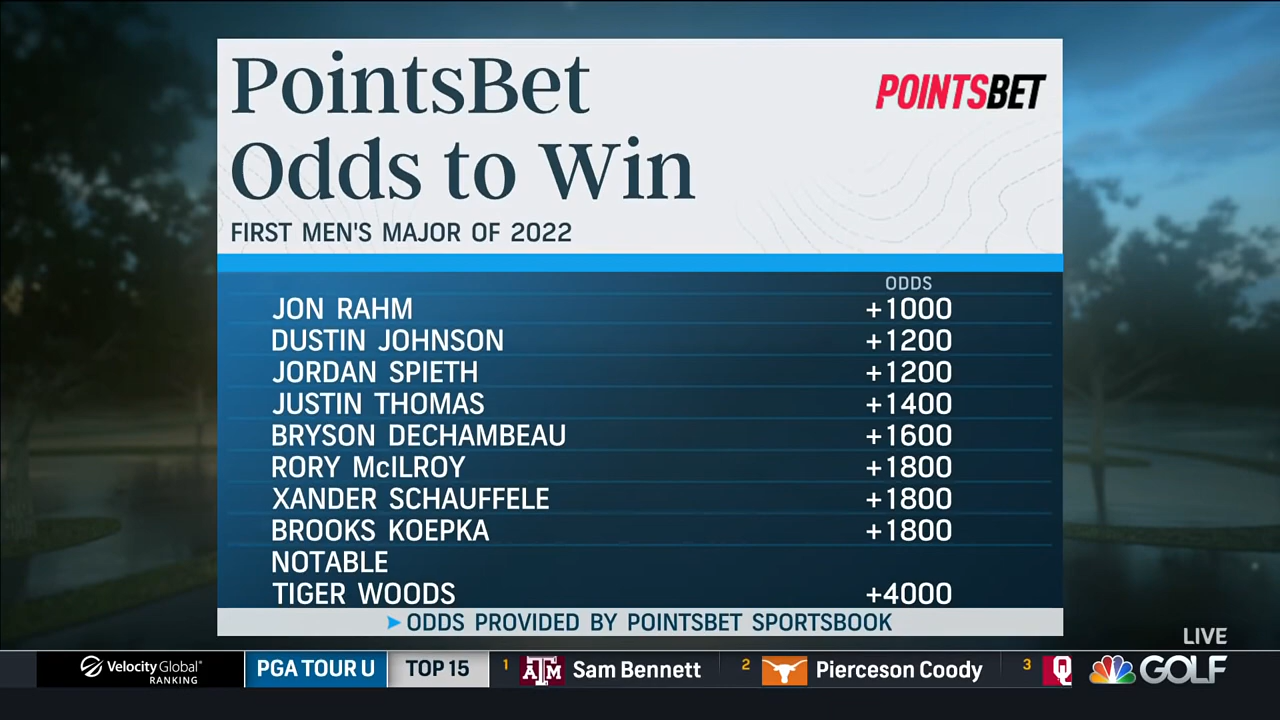 PointsBet
Odds to Win
POINTSBET
FIRST MEN'S MAJOR OF 2022
ODDS
JON RAHM +1000
DUSTIN JOHNSON +1200
JORDAN SPIETH +1200
JUSTIN THOMAS +1400
BRYSON DECHAMBEAU +1600
RORY McILROY +1800
XANDER SCHAUFFELE +1800
BROOKS KOEPKA +1800
NOTABLE
TIGER WOODS +4000
➤ ODDS PROVIDED BY POINTSBET SPORTSBOOK
LIVE
Velocity Global RANKING PGA TOUR U TOP 15 1 ATM Sam Bennett 2 Pierceson Coody 3 GOLF